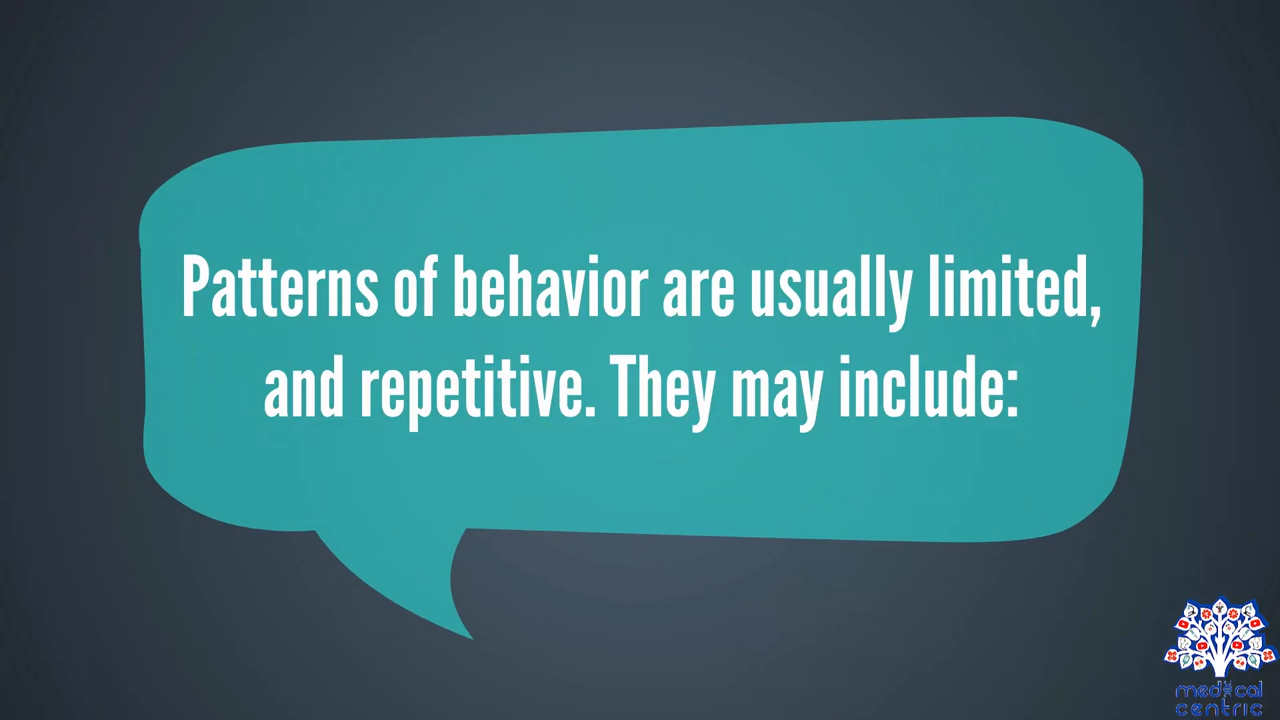 Patterns of behavior are usually limited,
and repetitive. They may include:
medical
centric